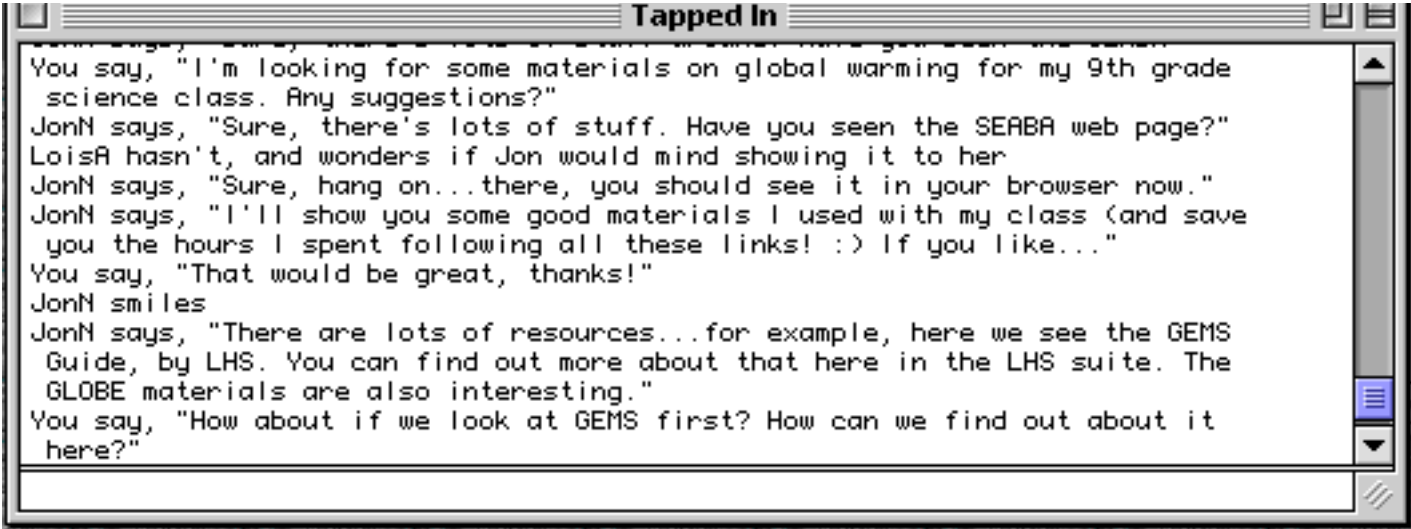 Tapped In
You say, "I'm looking for some materials on global warming for my 9th grade
science class. Any suggestions?"
JonN says, "Sure, there's lots of stuff. Have you seen the SEABA web page?"
LoisA hasn't, and wonders if Jon would mind showing it to her
JonN says, "Sure, hang on...there, you should see it in your browser now."
JonN says, "I'll show you some good materials I used with my class (and save
you the hours I spent following all these links! :) If you like..."
You say, "That would be great, thanks!"
JonN smiles
JonN says, "There are lots of resources...for example, here we see the GEMS
Guide, by LHS. You can find out more about that here in the LHS suite. The
GLOBE materials are also interesting."
You say, "How about if we look at GEMS first? How can we find out about it
here?"